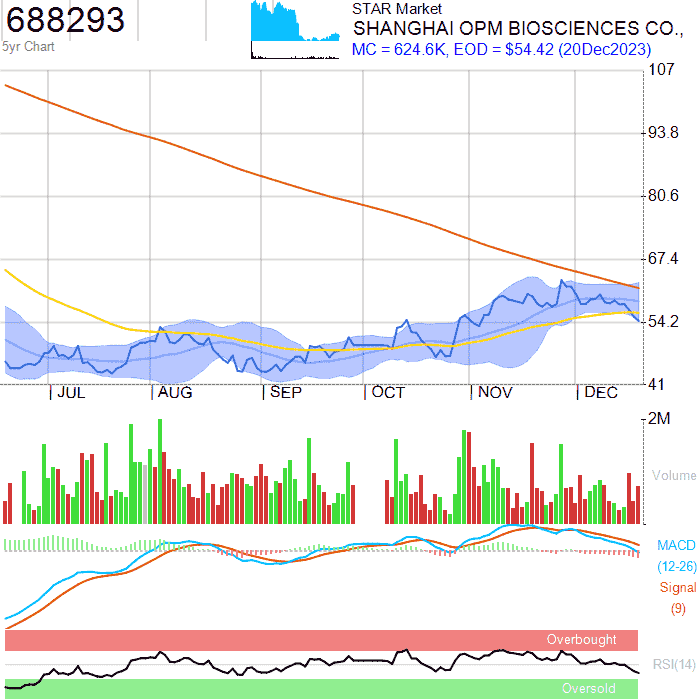 688293
5yr Chart
STAR Market
SHANGHAI OPM BIOSCIENCES CO.,
MC = 624.6K, EOD = $54.42 (20Dec2023)
107
93.8
80.6
67.4
54.2
41
JUL AUG SEP OCT NOV DEC
2M
Volume
MACD
(12-26)
Signal
(9)
Overbought
RSI(14)
Oversold